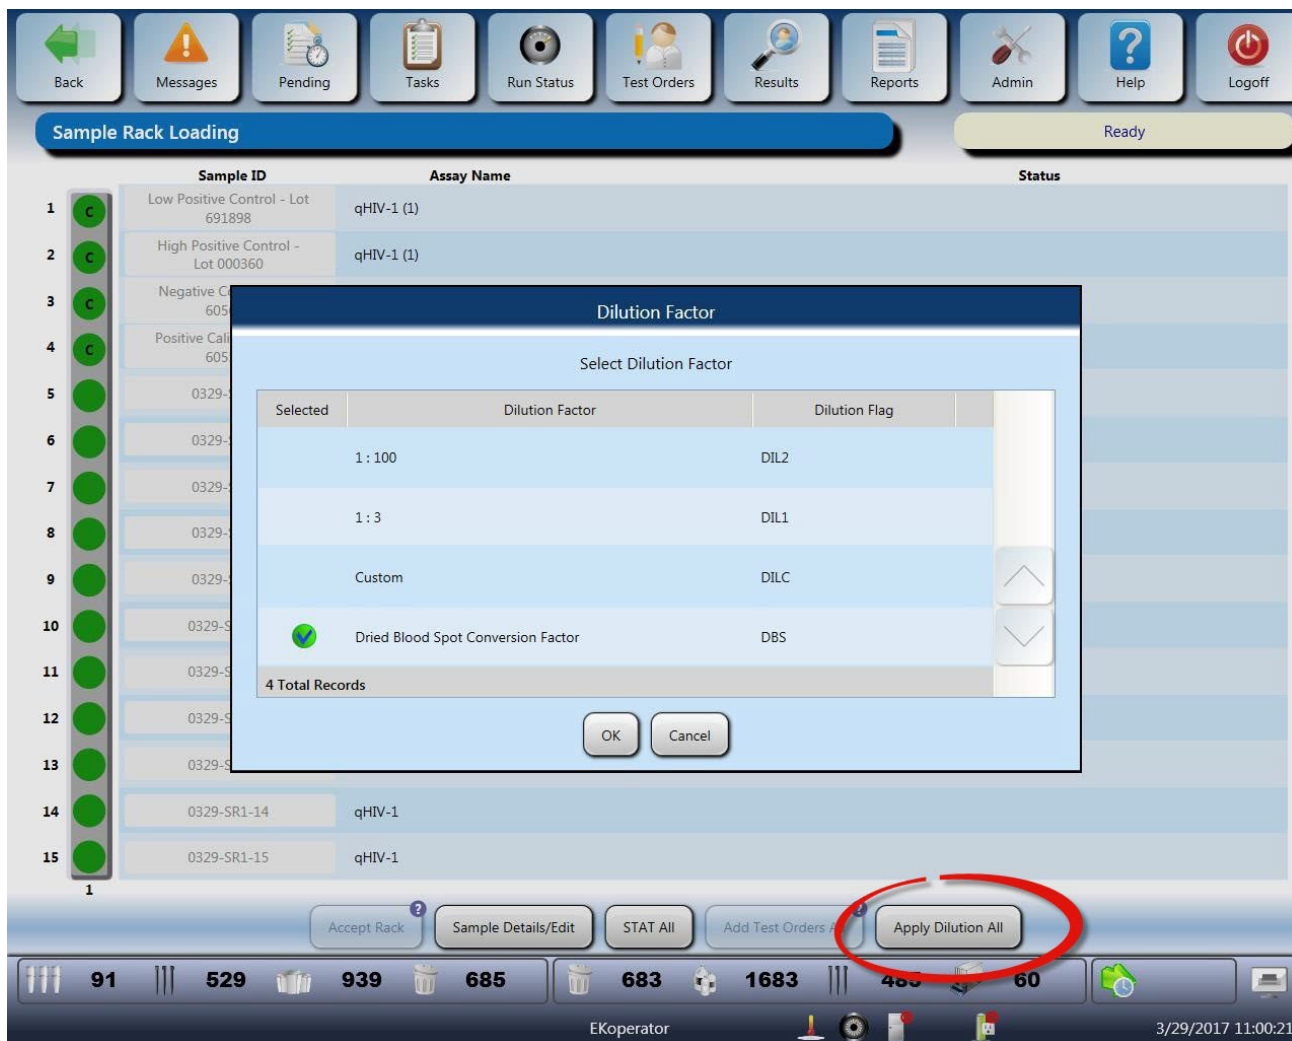 Back
Messages
Pending
Tasks
Run Status
Test Orders
Results
Reports
Admin
Help
Logoff
Sample Rack Loading
Ready
Sample ID Assay Name Status
1 C Low Positive Control - Lot 691898 qHIV-1 (1)
2 C High Positive Control - Lot 000360 qHIV-1 (1)
3 C Negative
605
4 C Positive
605
5 0329-
6 0329-
7 0329-
8 0329-
9 0329-
10 0329-S
11 0329-S
12 0329-S
13 0329-S
14 0329-SR1-14 qHIV-1
15 0329-SR1-15 qHIV-1
1
Dilution Factor
Select Dilution Factor
Selected Dilution Factor Dilution Flag
1 : 100 DIL2
1 : 3 DIL1
Custom DILC
Dried Blood Spot Conversion Factor DBS
4 Total Records
OK Cancel
Accept Rack ?
Sample Details/Edit
STAT All
Add Test Orders ?
Apply Dilution All
91 529 939 685 683 1683 485 60
EKoperator
3/29/2017 11:00:21